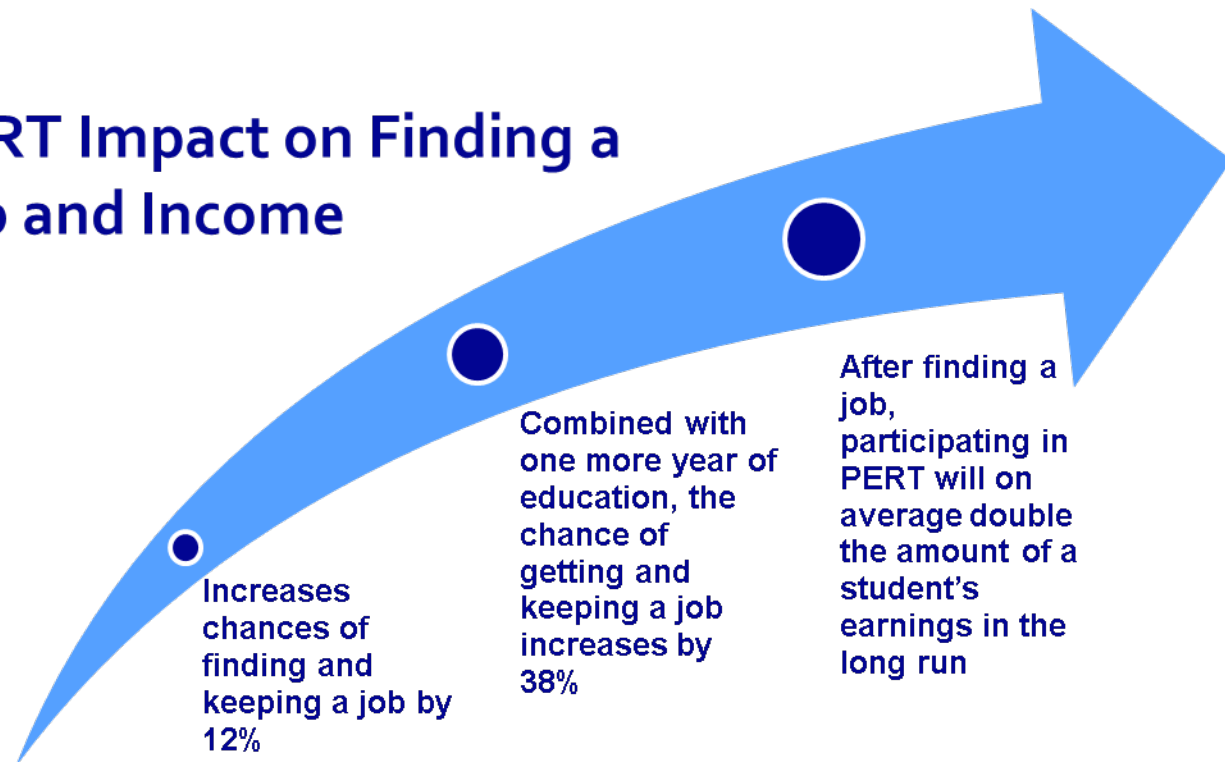 RT Impact on Finding a
and Income
Increases
chances of
finding and
keeping a job by
12%
Combined with
one more year of
education, the
chance of
getting and
keeping a job
increases by
38%
After finding a
job,
participating in
PERT will on
average double
the amount of a
student's
earnings in the
long run